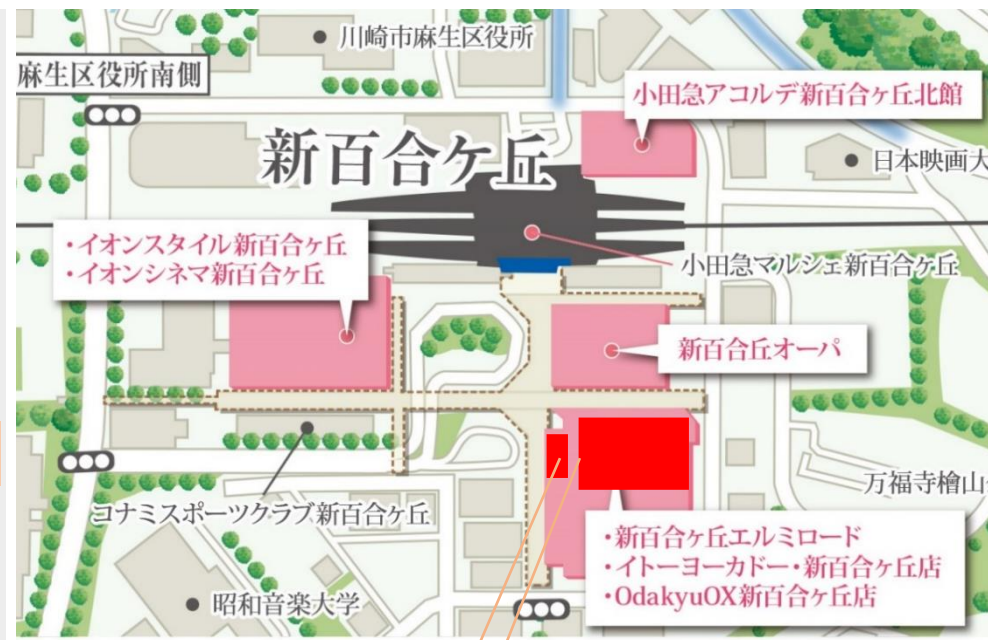 川崎市麻生区役所
麻生区役所南側
小田急アコルデ新百合ヶ丘北館
新百合ケ丘
日本映画大
・イオンスタイル新百合ヶ丘
・イオンシネマ新百合ヶ丘
小田急マルシェ新百合ヶ丘
新百合丘オーパ
万福寺檜山
コナミスポーツクラブ新百合ヶ丘
・新百合ヶ丘エルミロード
・イトーヨーカドー・新百合ヶ丘店
・OdakyuOX新百合ヶ丘店
昭和音楽大学